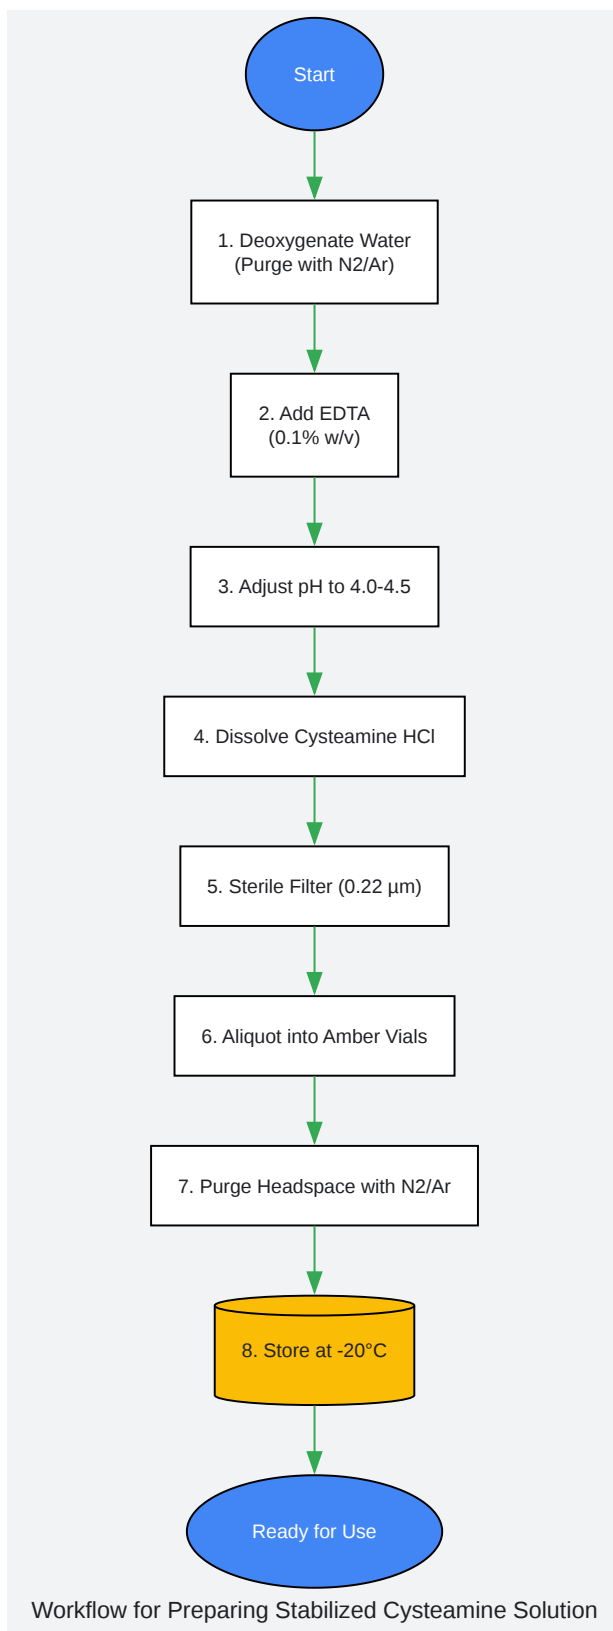 Start
1. Deoxygenate Water
(Purge with N2/Ar)
2. Add EDTA
(0.1% w/v)
3. Adjust pH to 4.0-4.5
4. Dissolve Cysteamine HCl
5. Sterile Filter (0.22 µm)
6. Aliquot into Amber Vials
7. Purge Headspace with N2/Ar
8. Store at -20°C
Ready for Use
Workflow for Preparing Stabilized Cysteamine Solution